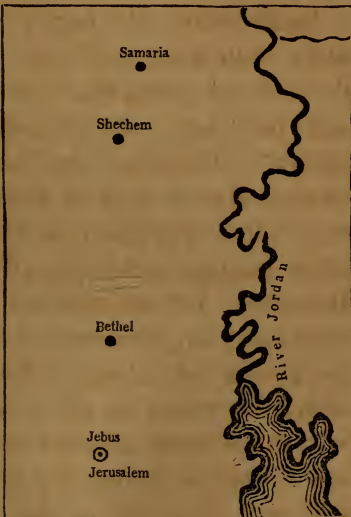 Samaria
Shechem
River Jordan
Bethel
Jebus
Jerusalem